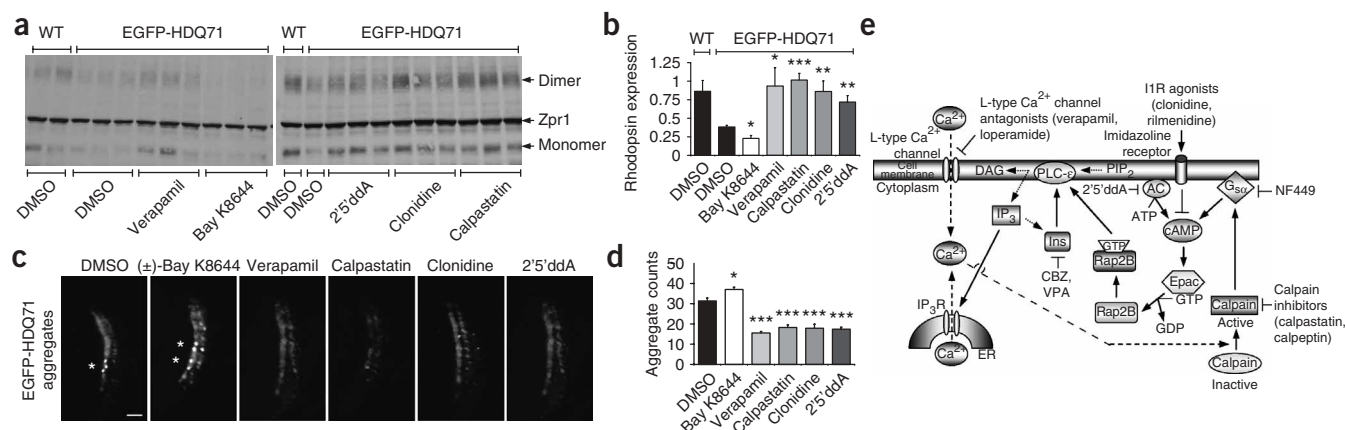 a
WT
EGFP-HDQ71
WT
EGFP-HDQ71
Dimer
Zpr1
Monomer
DMSO
DMSO
Verapamil
Bay K8644
DMSO
DMSO
2'5'ddA
Clonidine
Calpastatin
b
WT
EGFP-HDQ71
Rhodopsin expression
1
0.75
0.5
0.25
0
*
*
***
**
**
DMSO
DMSO
Bay K8644
Verapamil
Calpastatin
Clonidine
2'5'ddA
c
DMSO
(±)-Bay K8644
Verapamil
Calpastatin
Clonidine
2'5'ddA
EGFP-HDQ71
aggregates
*
*
*
d
Aggregate counts
50
40
30
20
10
0
*
***
***
***
***
DMSO
Bay K8644
Verapamil
Calpastatin
Clonidine
2'5'ddA
e
I1R agonists
(clonidine,
rilmenidine)
L-type Ca2+ channel
antagonists (verapamil,
loperamide)
Ca2+
L-type Ca2+
channel
Imidazoline
receptor
Cell
membrane
Cytoplasm
DAG
PLC-ε
PIP2
2'5'ddA
AC
Gsα
NF449
ATP
cAMP
IP3
Ins
CBZ,
VPA
GTP
Rap2B
Ca2+
Epac
GTP
GDP
Rap2B
Calpain
Active
Calpain
inhibitors
(calpastatin,
calpeptin)
IP3R
Ca2+
ER
Calpain
Inactive